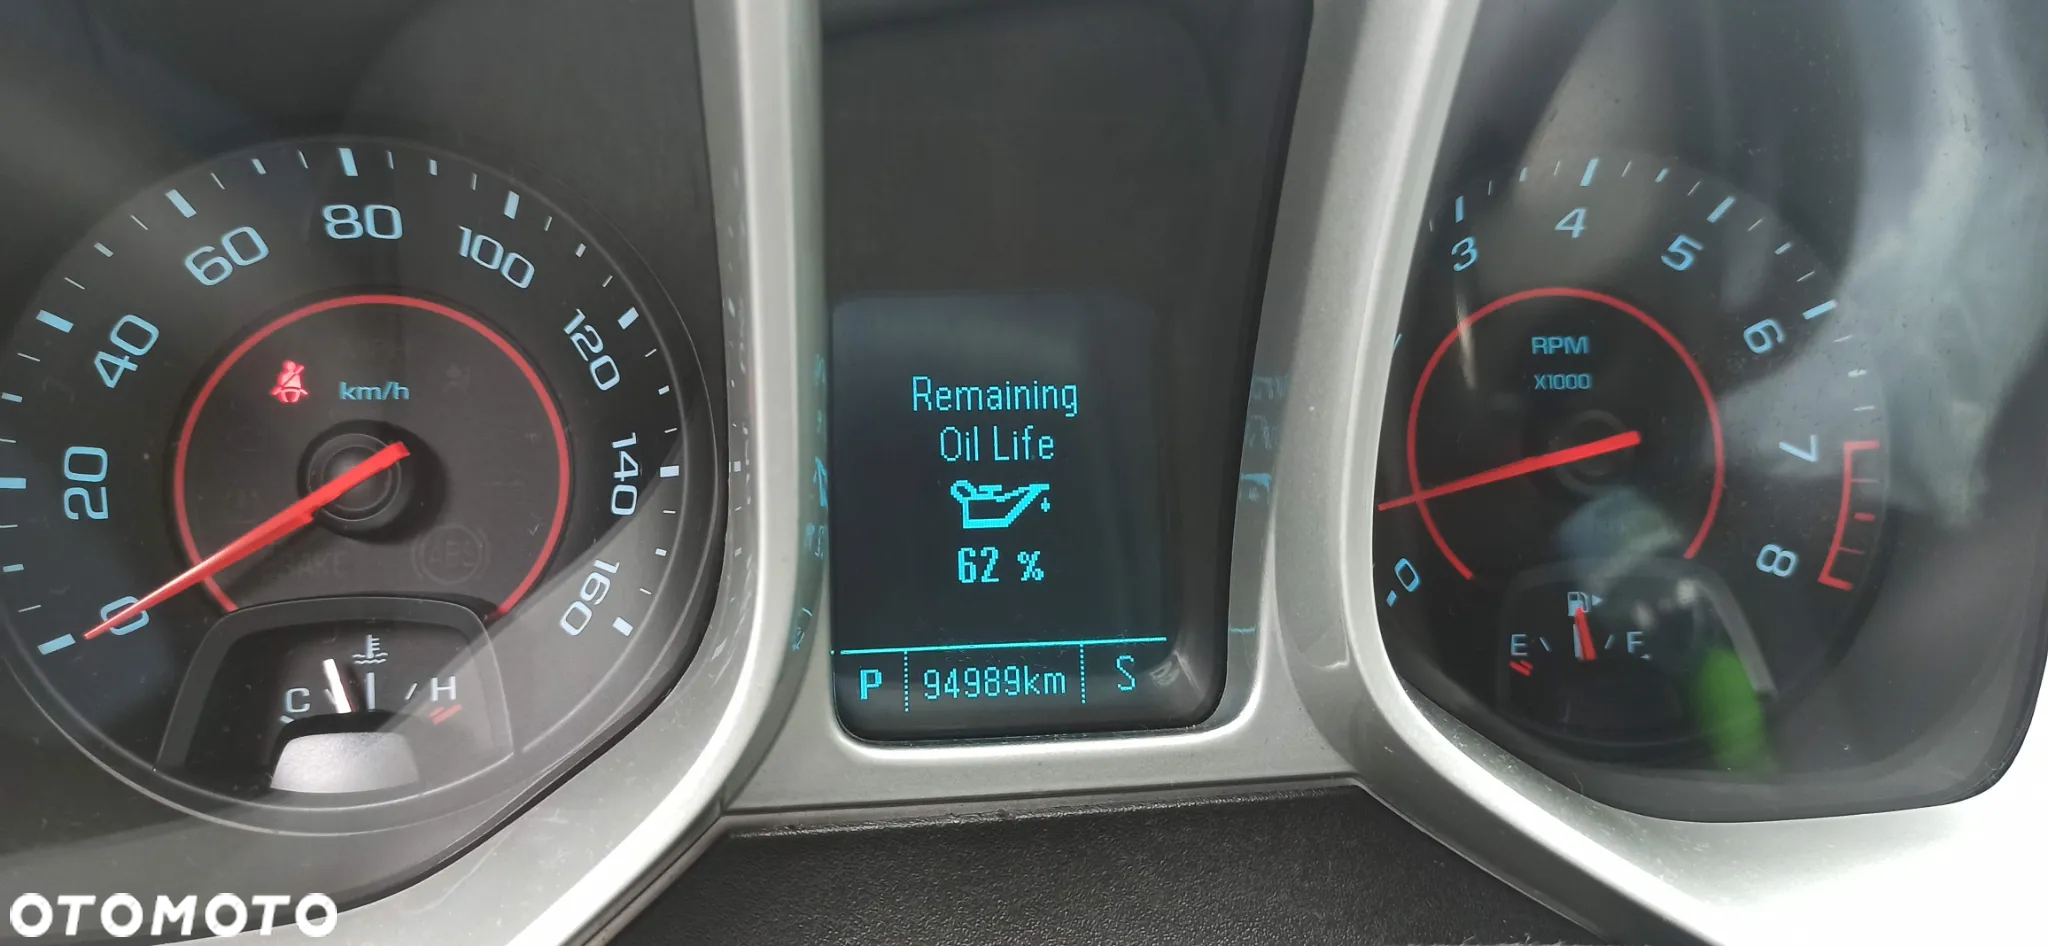 0
20
40
60
80
100
120
140
160
km/h
ABS
C
H
Remaining
Oil Life
62 %
P
94989km
S
0
3
4
5
6
7
8
RPM
X1000
E
F
OTOMOTO